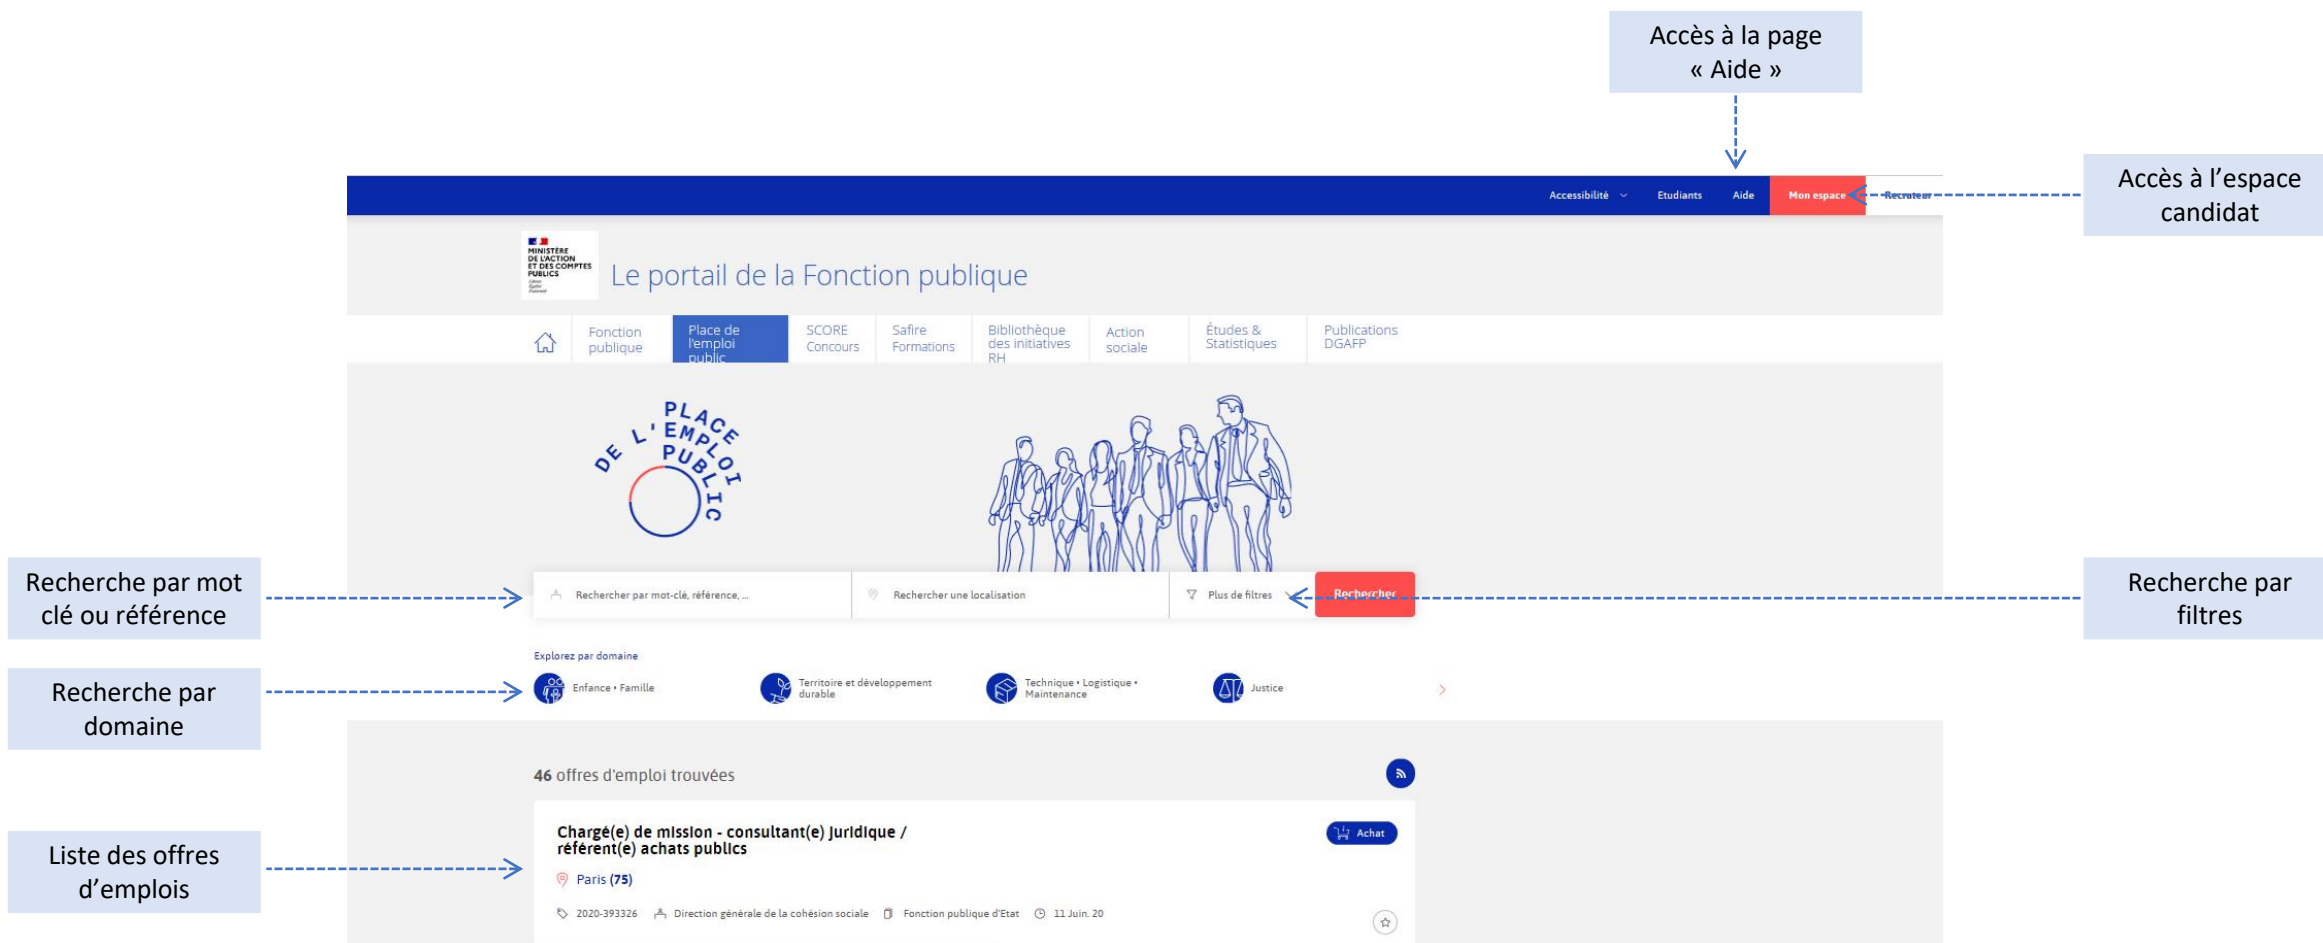 Accès à la page
« Aide »
Accessibilité
Etudiants
Aide
Mon espace
Recruteur
Accès à l’espace
candidat
MINISTÈRE
DE L'ACTION
ET DES COMPTES
PUBLICS
Liberté
Égalité
Fraternité
Le portail de la Fonction publique
Fonction
publique
Place de
l'emploi
public
SCORE
Concours
Safire
Formations
Bibliothèque
des initiatives
RH
Action
sociale
Études &
Statistiques
Publications
DGAFP
PLACE
DE L'EMPLOI
PUBLIC
Recherche par mot
clé ou référence
Rechercher par mot-clé, référence, ...
Rechercher une localisation
Plus de filtres
Rechercher
Recherche par
filtres
Explorez par domaine
Recherche par
domaine
Enfance • Famille
Territoire et développement
durable
Technique • Logistique •
Maintenance
Justice
46 offres d'emploi trouvées
Liste des offres
d’emplois
Chargé(e) de mission - consultant(e) juridique /
référent(e) achats publics
Achat
Paris (75)
2020-393326 Direction générale de la cohésion sociale Fonction publique d'Etat 11 Juin. 20